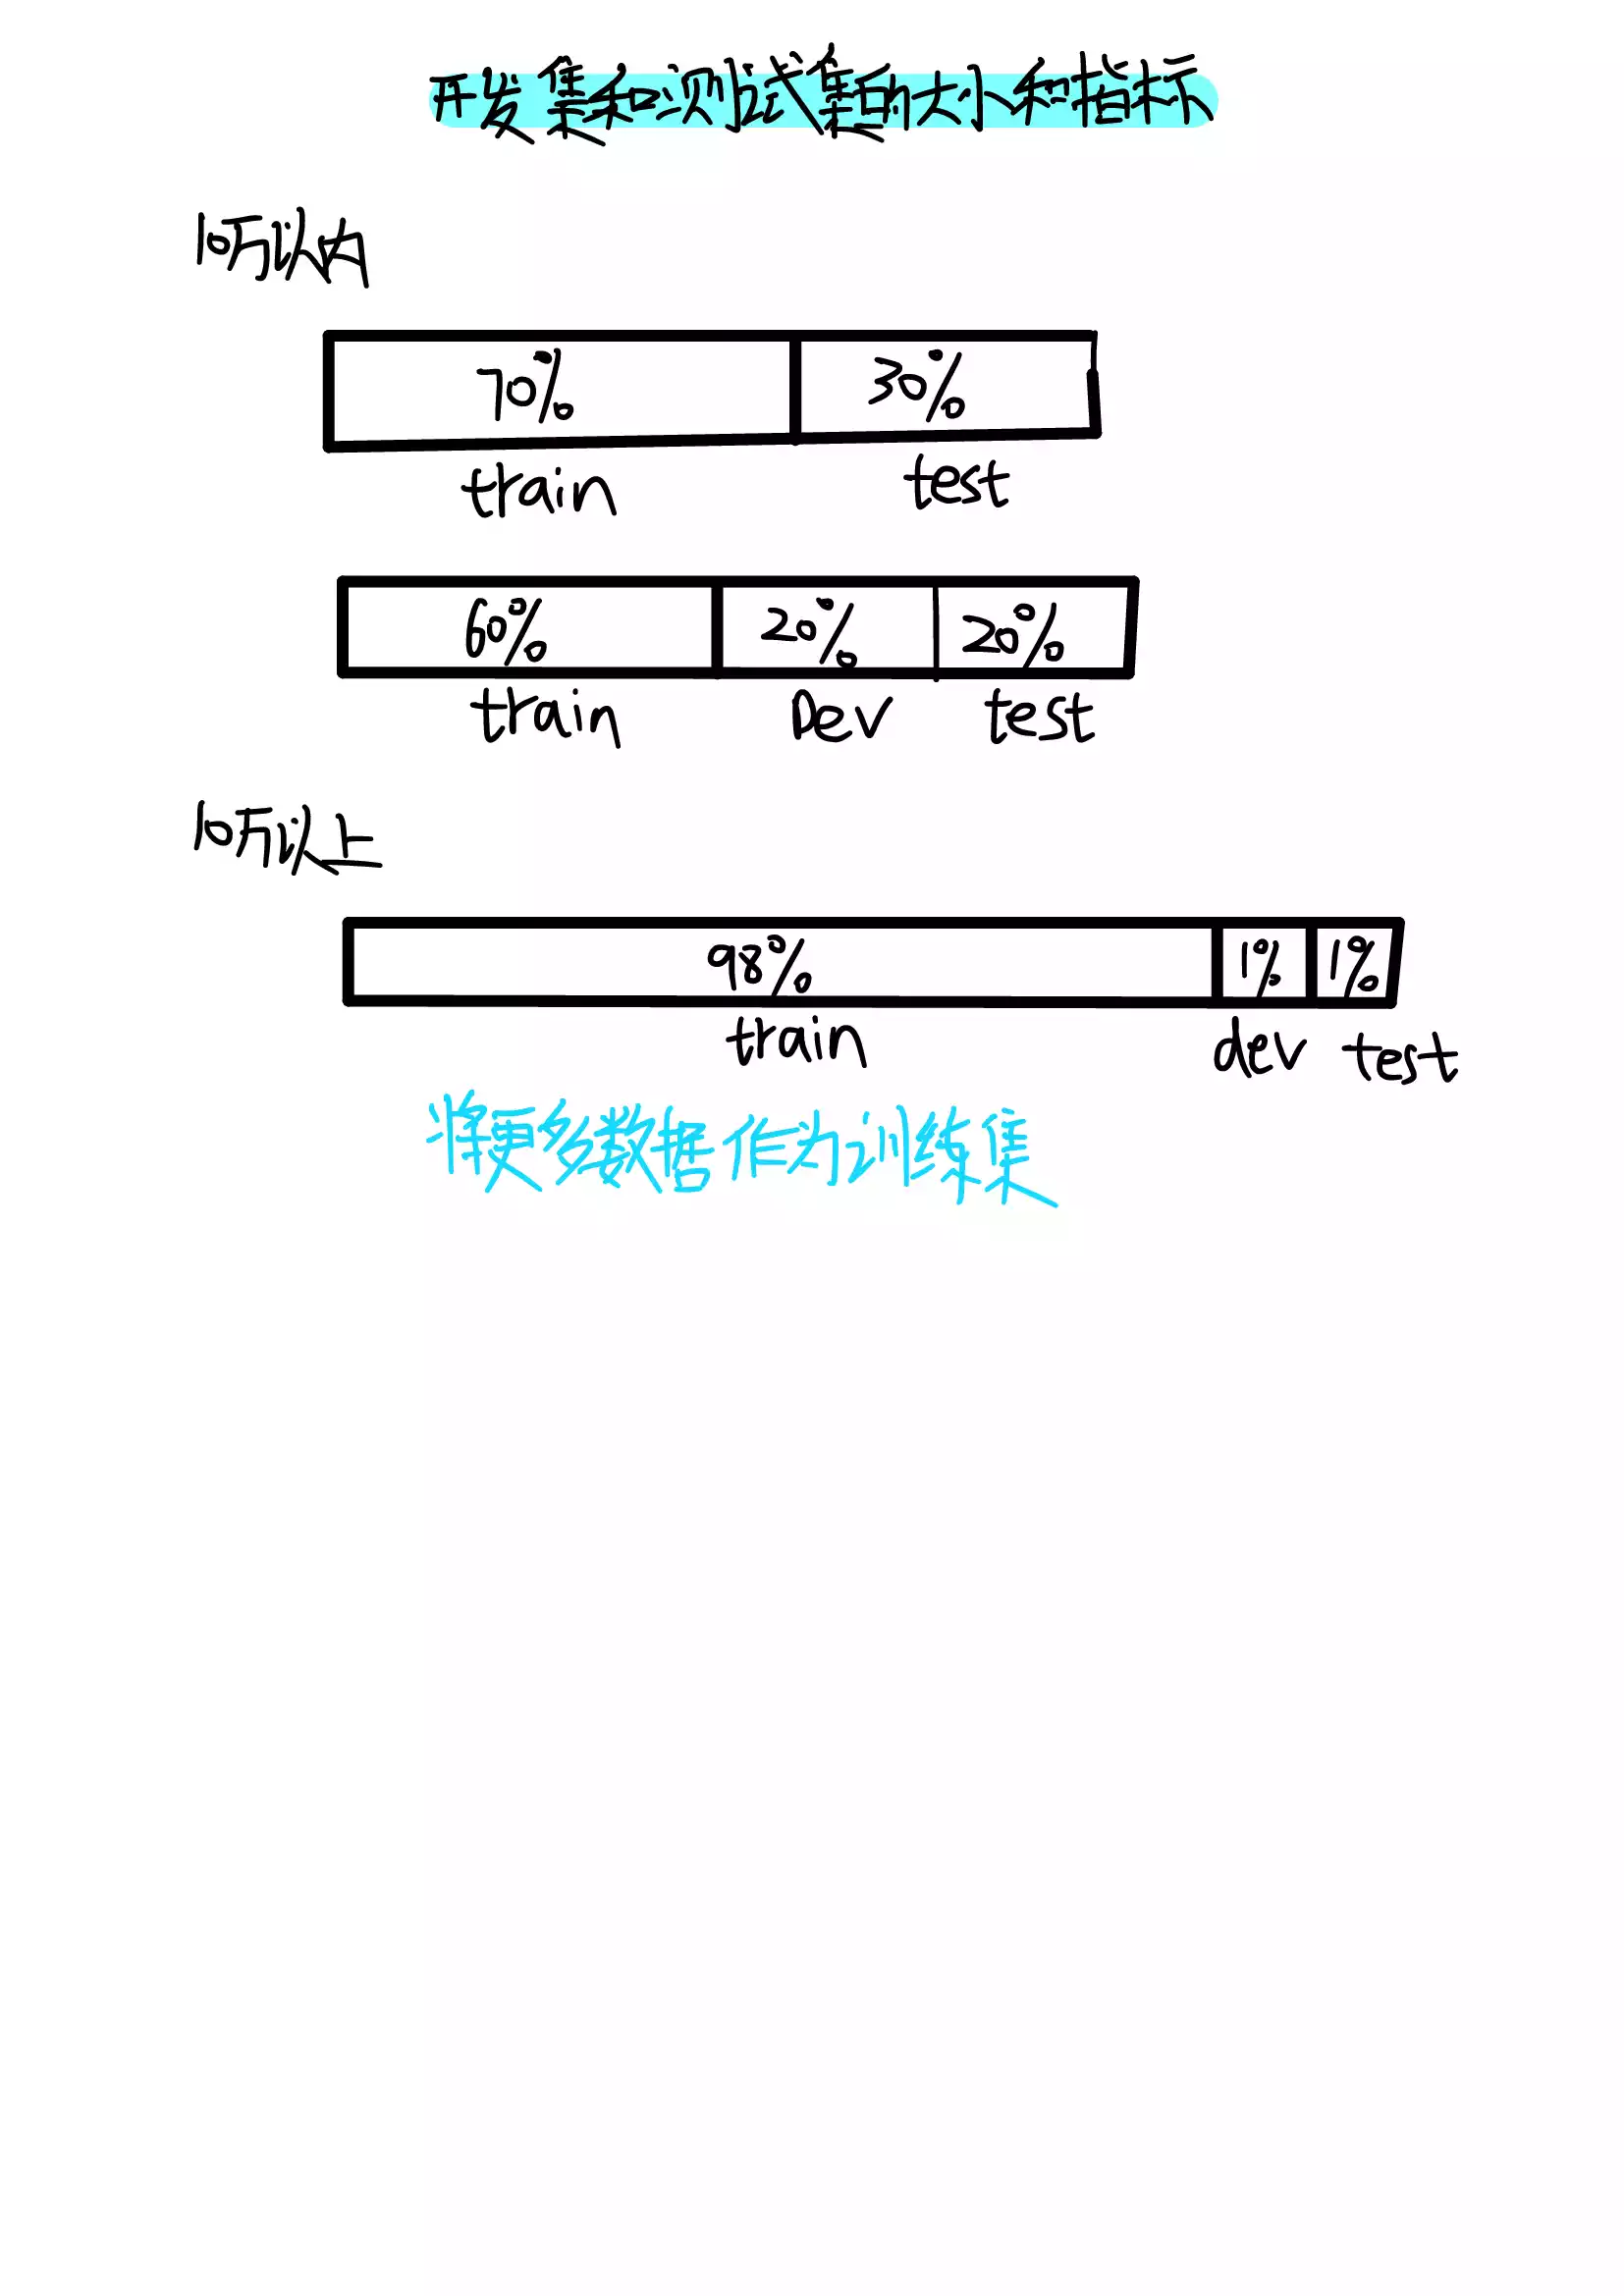 开发集和测试集的大小和指标
10万以内
70% 30%
train test
60% 20% 20%
train Dev test
10万以上
98% 1% 1%
train dev test
将更多数据作为训练集